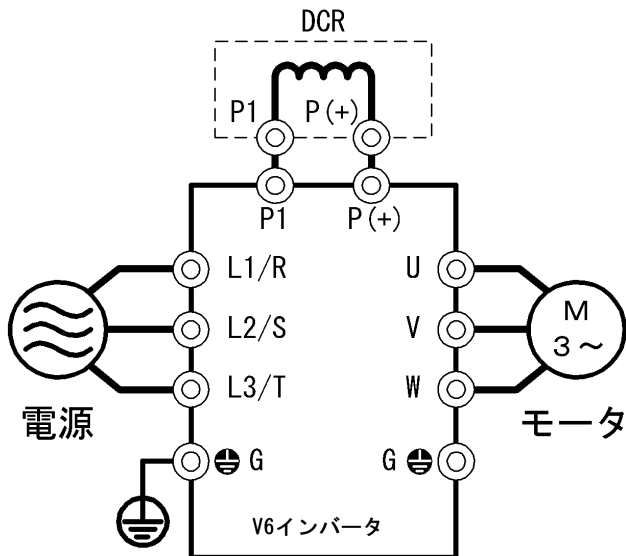 DCR
P1 P(+)
P1 P(+)
L1/R U
L2/S V
L3/T W
M
3～
電源
モータ
G G
V6インバータ